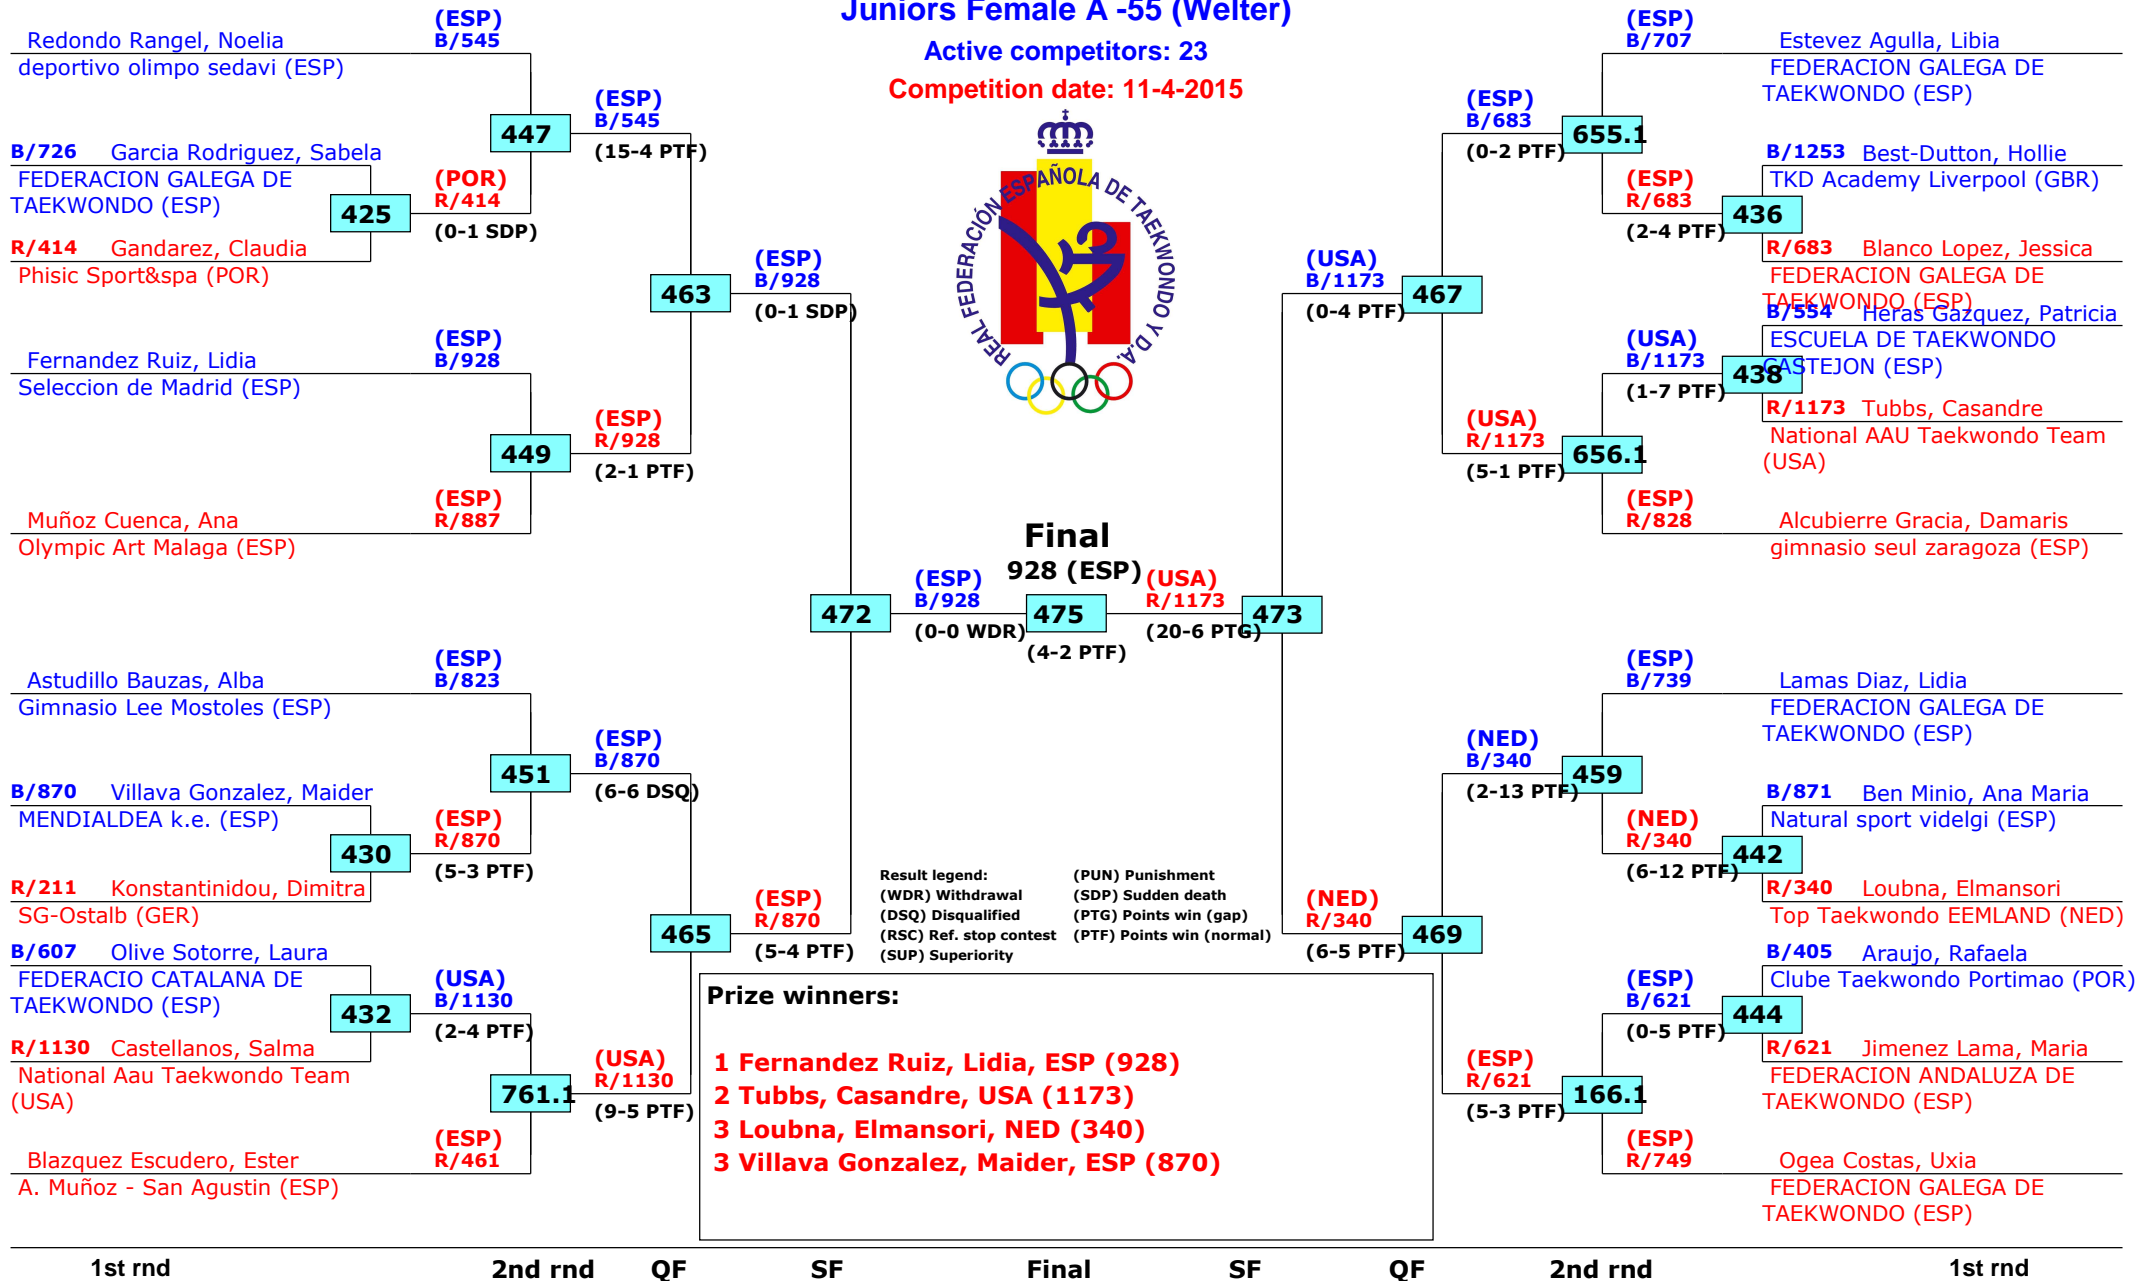 Juniors Female A -55 (Welter)
Active competitors: 23
Competition date: 11-4-2015
REAL FEDERACIÓN ESPAÑOLA DE TAEKWONDO Y D.A.
(ESP)
Redondo Rangel, Noelia B/545
deportivo olimpo sedavi (ESP)
B/726 Garcia Rodriguez, Sabela
FEDERACION GALEGA DE
TAEKWONDO (ESP)
R/414 Gandarez, Claudia
Phisic Sport&spa (POR)
425
(POR)
R/414
(0-1 SDP)
447
(ESP)
B/545
(15-4 PTF)
(ESP)
Fernandez Ruiz, Lidia B/928
Seleccion de Madrid (ESP)
449
(ESP)
R/928
(2-1 PTF)
(ESP)
Muñoz Cuenca, Ana R/887
Olympic Art Malaga (ESP)
463
(ESP)
B/928
(0-1 SDP)
(ESP)
Astudillo Bauzas, Alba B/823
Gimnasio Lee Mostoles (ESP)
B/870 Villava Gonzalez, Maider
MENDIALDEA k.e. (ESP)
R/211 Konstantinidou, Dimitra
SG-Ostalb (GER)
430
(ESP)
R/870
(5-3 PTF)
451
(ESP)
B/870
(6-6 DSQ)
B/607 Olive Sotorre, Laura
FEDERACIO CATALANA DE
TAEKWONDO (ESP)
R/1130 Castellanos, Salma
National Aau Taekwondo Team
(USA)
432
(USA)
B/1130
(2-4 PTF)
761.1
(USA)
R/1130
(9-5 PTF)
(ESP)
Blazquez Escudero, Ester R/461
A. Muñoz - San Agustin (ESP)
465
(ESP)
R/870
(5-4 PTF)
472
(ESP)
B/928
(0-0 WDR)
Final
928 (ESP)
475
(4-2 PTF)
(USA)
R/1173
(20-6 PTG)
473
(ESP)
B/707 Estevez Agulla, Libia
FEDERACION GALEGA DE
TAEKWONDO (ESP)
B/1253 Best-Dutton, Hollie
TKD Academy Liverpool (GBR)
R/683 Blanco Lopez, Jessica
FEDERACION GALEGA DE
TAEKWONDO (ESP)
436
(ESP)
R/683
(2-4 PTF)
655.1
(ESP)
B/683
(0-2 PTF)
B/554 Heras Gazquez, Patricia
ESCUELA DE TAEKWONDO
CASTEJON (ESP)
R/1173 Tubbs, Casandre
National AAU Taekwondo Team
(USA)
438
(USA)
B/1173
(1-7 PTF)
656.1
(USA)
R/1173
(5-1 PTF)
(ESP)
R/828 Alcubierre Gracia, Damaris
gimnasio seul zaragoza (ESP)
467
(USA)
B/1173
(0-4 PTF)
(ESP)
B/739 Lamas Diaz, Lidia
FEDERACION GALEGA DE
TAEKWONDO (ESP)
B/871 Ben Minio, Ana Maria
Natural sport videlgi (ESP)
R/340 Loubna, Elmansori
Top Taekwondo EEMLAND (NED)
442
(NED)
R/340
(6-12 PTF)
459
(NED)
B/340
(2-13 PTF)
B/405 Araujo, Rafaela
Clube Taekwondo Portimao (POR)
R/621 Jimenez Lama, Maria
FEDERACION ANDALUZA DE
TAEKWONDO (ESP)
444
(ESP)
B/621
(0-5 PTF)
166.1
(ESP)
R/621
(5-3 PTF)
(ESP)
R/749 Ogea Costas, Uxia
FEDERACION GALEGA DE
TAEKWONDO (ESP)
469
(NED)
R/340
(6-5 PTF)
Result legend: (PUN) Punishment
(WDR) Withdrawal (SDP) Sudden death
(DSQ) Disqualified (PTG) Points win (gap)
(RSC) Ref. stop contest (PTF) Points win (normal)
(SUP) Superiority
Prize winners:
1 Fernandez Ruiz, Lidia, ESP (928)
2 Tubbs, Casandre, USA (1173)
3 Loubna, Elmansori, NED (340)
3 Villava Gonzalez, Maider, ESP (870)
1st rnd 2nd rnd QF SF Final SF QF 2nd rnd 1st rnd